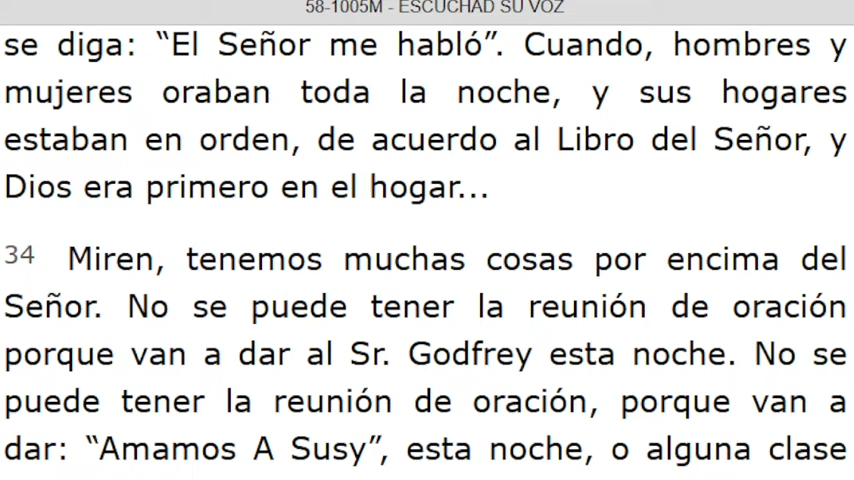 58-1005M - ESCUCHAD SU VOZ
se diga: “El Señor me habló”. Cuando, hombres y
mujeres oraban toda la noche, y sus hogares
estaban en orden, de acuerdo al Libro del Señor, y
Dios era primero en el hogar...
34 Miren, tenemos muchas cosas por encima del
Señor. No se puede tener la reunión de oración
porque van a dar al Sr. Godfrey esta noche. No se
puede tener la reunión de oración, porque van a
dar: “Amamos A Susy”, esta noche, o alguna clase